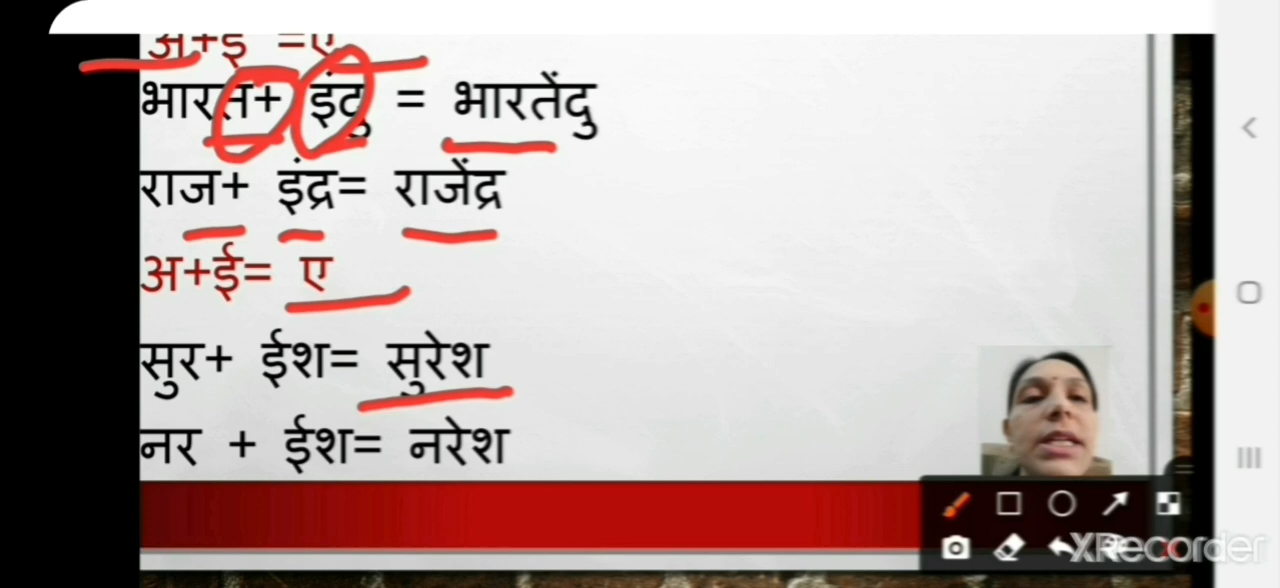 अ+इ =ए
भारत+ इंदु = भारतेंदु
राज+ इंद्र= राजेंद्र
अ+ई= ए
सुर+ ईश= सुरेश
नर + ईश= नरेश
XRecorder